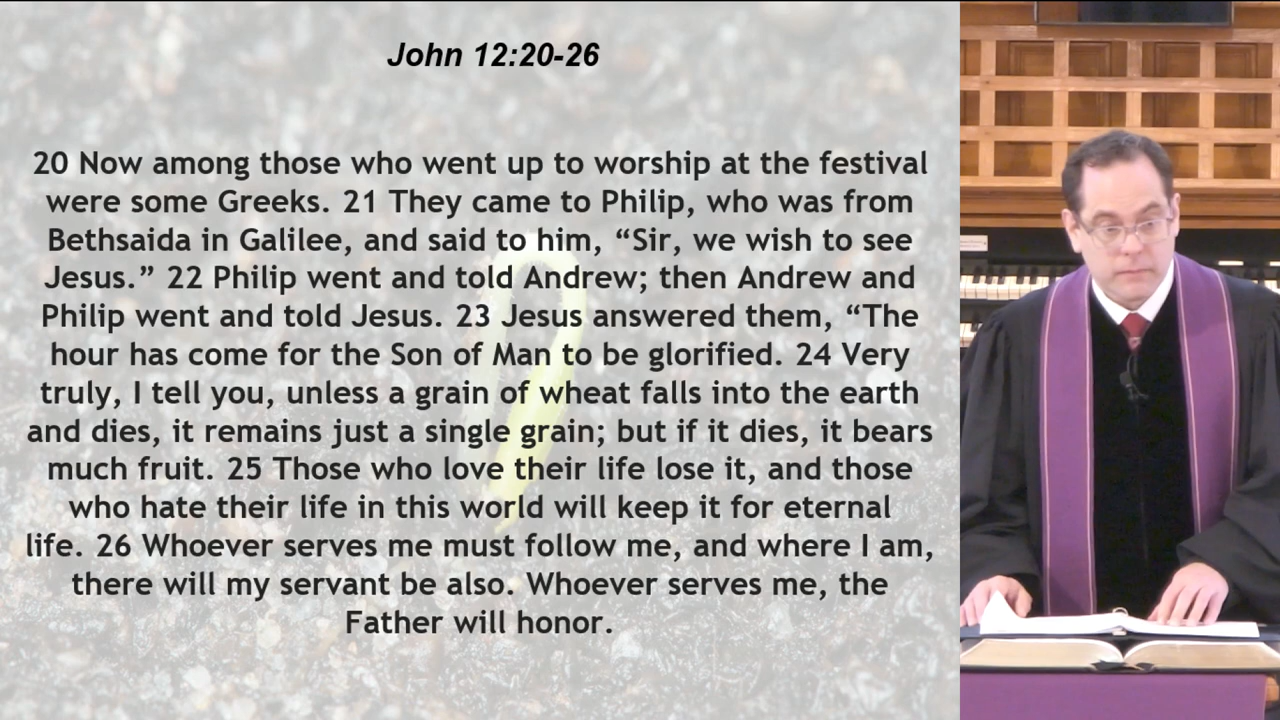 John 12:20-26
20 Now among those who went up to worship at the festival
were some Greeks. 21 They came to Philip, who was from
Bethsaida in Galilee, and said to him, “Sir, we wish to see
Jesus.” 22 Philip went and told Andrew; then Andrew and
Philip went and told Jesus. 23 Jesus answered them, “The
hour has come for the Son of Man to be glorified. 24 Very
truly, I tell you, unless a grain of wheat falls into the earth
and dies, it remains just a single grain; but if it dies, it bears
much fruit. 25 Those who love their life lose it, and those
who hate their life in this world will keep it for eternal
life. 26 Whoever serves me must follow me, and where I am,
there will my servant be also. Whoever serves me, the
Father will honor.